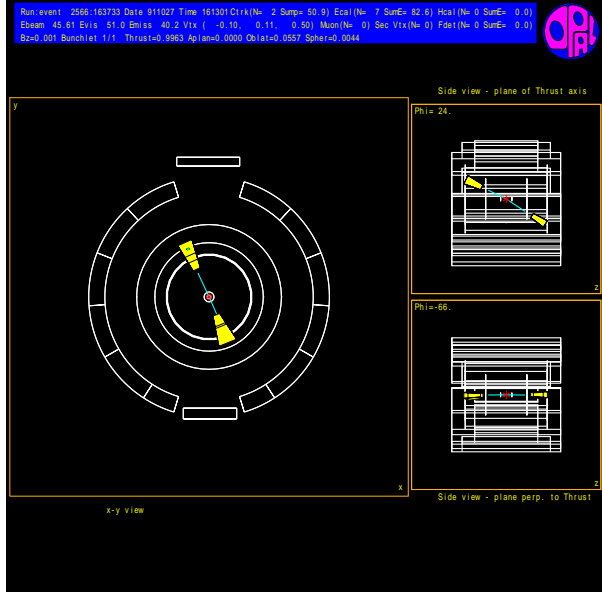 Run:event 2566:163733 Date 911027 Time 161301 Ctrk(N= 2 Sump= 50.9) Ecal(N= 7 SumE= 82.6) Hcal(N= 0 SumE= 0.0)
Ebeam 45.61 Evis 51.0 Emiss 40.2 Vtx ( -0.10, 0.11, 0.50) Muon(N= 0) Sec Vtx(N= 0) Fdet(N= 0 SumE= 0.0)
Bz=0.001 Bunchlet 1/1 Thrust=0.9963 Aplan=0.0000 Oblat=0.0557 Spher=0.0044
OPAL
Side view - plane of Thrust axis
y
Phi= 24.
z
Phi=-66.
x
z
Side view - plane perp. to Thrust
x-y view